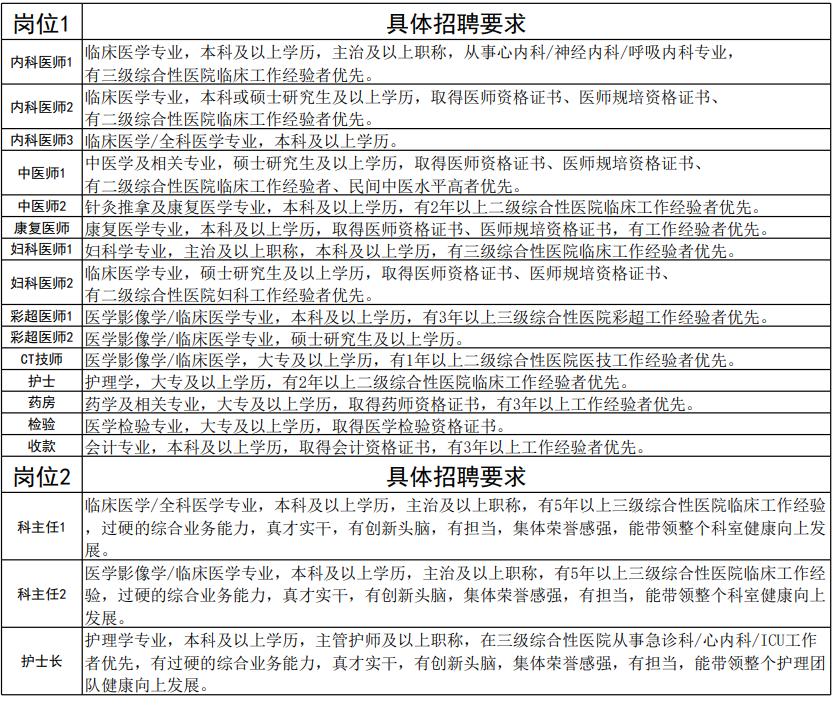 岗位1 具体招聘要求
内科医师1 临床医学专业，本科及以上学历，主治及以上职称，从事心内科/神经内科/呼吸内科专业，
有三级综合性医院临床工作经验者优先。
内科医师2 临床医学专业，本科或硕士研究生及以上学历，取得医师资格证书、医师规培资格证书、
有二级综合性医院临床工作经验者优先。
内科医师3 临床医学/全科医学专业，本科及以上学历。
中医师1 中医学及相关专业，硕士研究生及以上学历，取得医师资格证书、医师规培资格证书、
有二级综合性医院临床工作经验者、民间中医水平高者优先。
中医师2 针灸推拿及康复医学专业，本科及以上学历，有2年以上二级综合性医院临床工作经验者优先。
康复医师 康复医学专业，本科及以上学历，取得医师资格证书、医师规培资格证书，有工作经验者优先。
妇科医师1 妇科学专业，主治及以上职称，本科及以上学历，有三级综合性医院临床工作经验者优先。
妇科医师2 临床医学专业，硕士研究生及以上学历，取得医师资格证书、医师规培资格证书、
有二级综合性医院妇科工作经验者优先。
彩超医师1 医学影像学/临床医学专业，本科及以上学历，有3年以上三级综合性医院彩超工作经验者优先。
彩超医师2 医学影像学/临床医学专业，硕士研究生及以上学历。
CT技师 医学影像学/临床医学，大专及以上学历，有1年以上二级综合性医院医技工作经验者优先。
护士 护理学，大专及以上学历，有2年以上二级综合性医院临床工作经验者优先。
药房 药学及相关专业，大专及以上学历，取得药师资格证书，有3年以上工作经验者优先。
检验 医学检验专业，大专及以上学历，取得医学检验资格证书。
收款 会计专业，本科及以上学历，取得会计资格证书，有3年以上工作经验者优先。
岗位2 具体招聘要求
科主任1 临床医学/全科医学专业，本科及以上学历，主治及以上职称，有5年以上三级综合性医院临床工作经验
，过硬的综合业务能力，真才实干，有创新头脑，有担当，集体荣誉感强，能带领整个科室健康向上发
展。
科主任2 医学影像学/临床医学专业，本科及以上学历，主治及以上职称，有5年以上三级综合性医院临床工作经
验，过硬的综合业务能力，真才实干，有创新头脑，集体荣誉感强，有担当，能带领整个科室健康向上
发展。
护士长 护理学专业，本科及以上学历，主管护师及以上职称，在三级综合性医院从事急诊科/心内科/ICU工作
者优先，有过硬的综合业务能力，真才实干，有创新头脑，集体荣誉感强，有担当，能带领整个护理团
队健康向上发展。